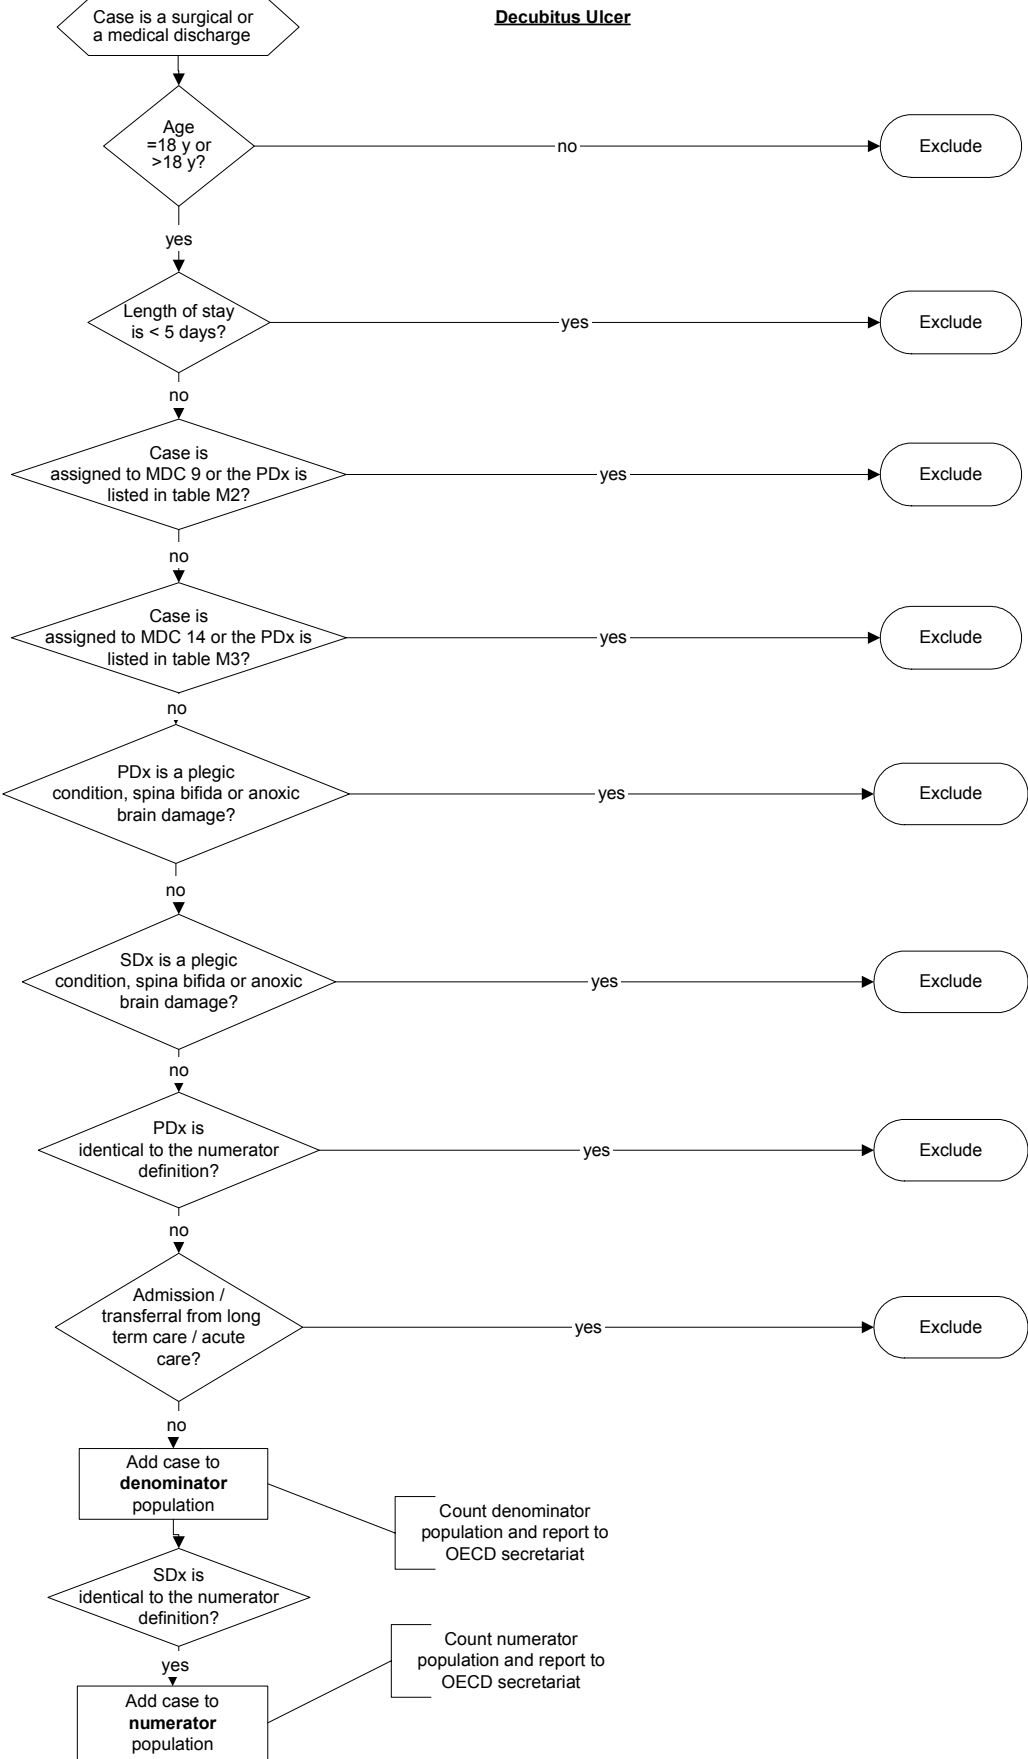 Decubitus Ulcer
Case is a surgical or
a medical discharge
Age
=18 y or
>18 y?
no
Exclude
yes
Length of stay
is < 5 days?
yes
Exclude
no
Case is
assigned to MDC 9 or the PDx is
listed in table M2?
yes
Exclude
no
Case is
assigned to MDC 14 or the PDx is
listed in table M3?
yes
Exclude
no
PDx is a plegic
condition, spina bifida or anoxic
brain damage?
yes
Exclude
no
SDx is a plegic
condition, spina bifida or anoxic
brain damage?
yes
Exclude
no
PDx is
identical to the numerator
definition?
yes
Exclude
no
Admission /
transferral from long
term care / acute
care?
yes
Exclude
no
Add case to
denominator
population
Count denominator
population and report to
OECD secretariat
SDx is
identical to the numerator
definition?
yes
Count numerator
population and report to
OECD secretariat
Add case to
numerator
population